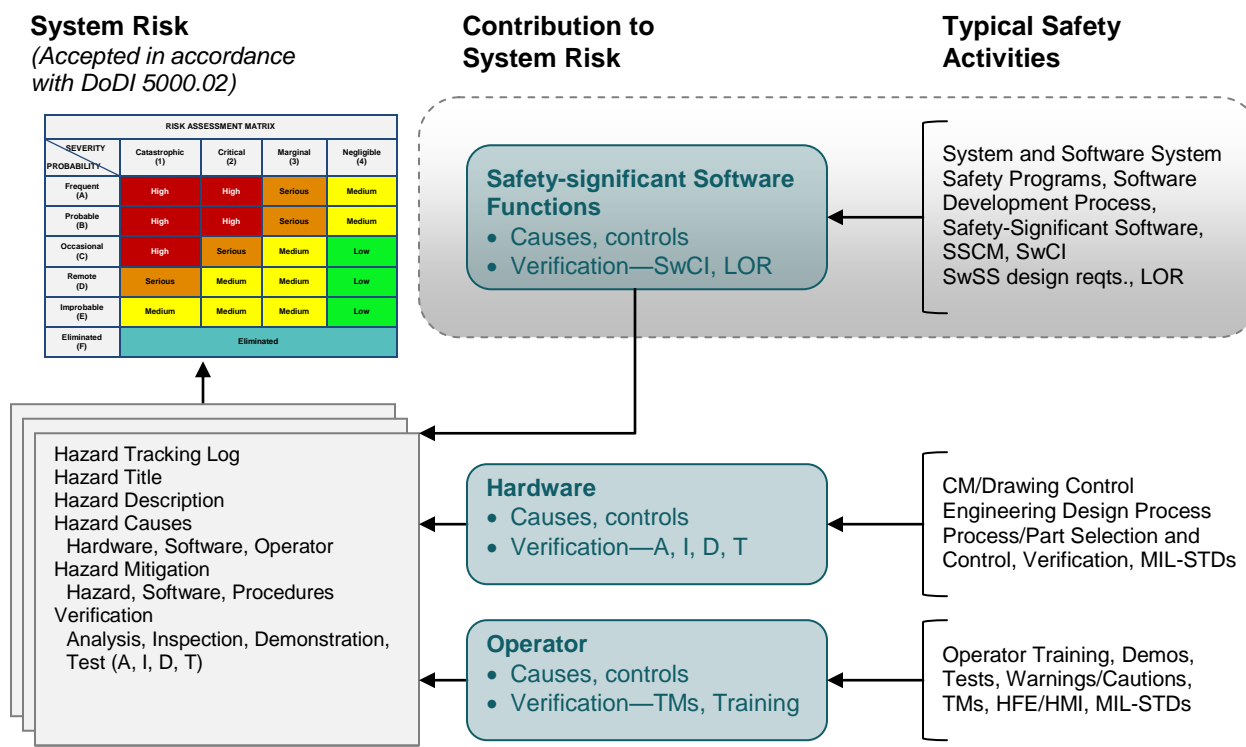 System Risk
(Accepted in accordance
with DoDI 5000.02)
Contribution to
System Risk
Typical Safety
Activities
RISK ASSESSMENT MATRIX
SEVERITY
PROBABILITY
Catastrophic
(1)
Critical
(2)
Marginal
(3)
Negligible
(4)
Frequent
(A)
High
High
Serious
Medium
Probable
(B)
High
High
Serious
Medium
Occasional
(C)
High
Serious
Medium
Low
Remote
(D)
Serious
Medium
Medium
Low
Improbable
(E)
Medium
Medium
Medium
Low
Eliminated
(F)
Eliminated
Safety-significant Software
Functions
• Causes, controls
• Verification—SwCI, LOR
System and Software System
Safety Programs, Software
Development Process,
Safety-Significant Software,
SSCM, SwCI
SwSS design reqts., LOR
Hazard Tracking Log
Hazard Title
Hazard Description
Hazard Causes
Hardware, Software, Operator
Hazard Mitigation
Hazard, Software, Procedures
Verification
Analysis, Inspection, Demonstration,
Test (A, I, D, T)
Hardware
• Causes, controls
• Verification—A, I, D, T
CM/Drawing Control
Engineering Design Process
Process/Part Selection and
Control, Verification, MIL-STDs
Operator
• Causes, controls
• Verification—TMs, Training
Operator Training, Demos,
Tests, Warnings/Cautions,
TMs, HFE/HMI, MIL-STDs